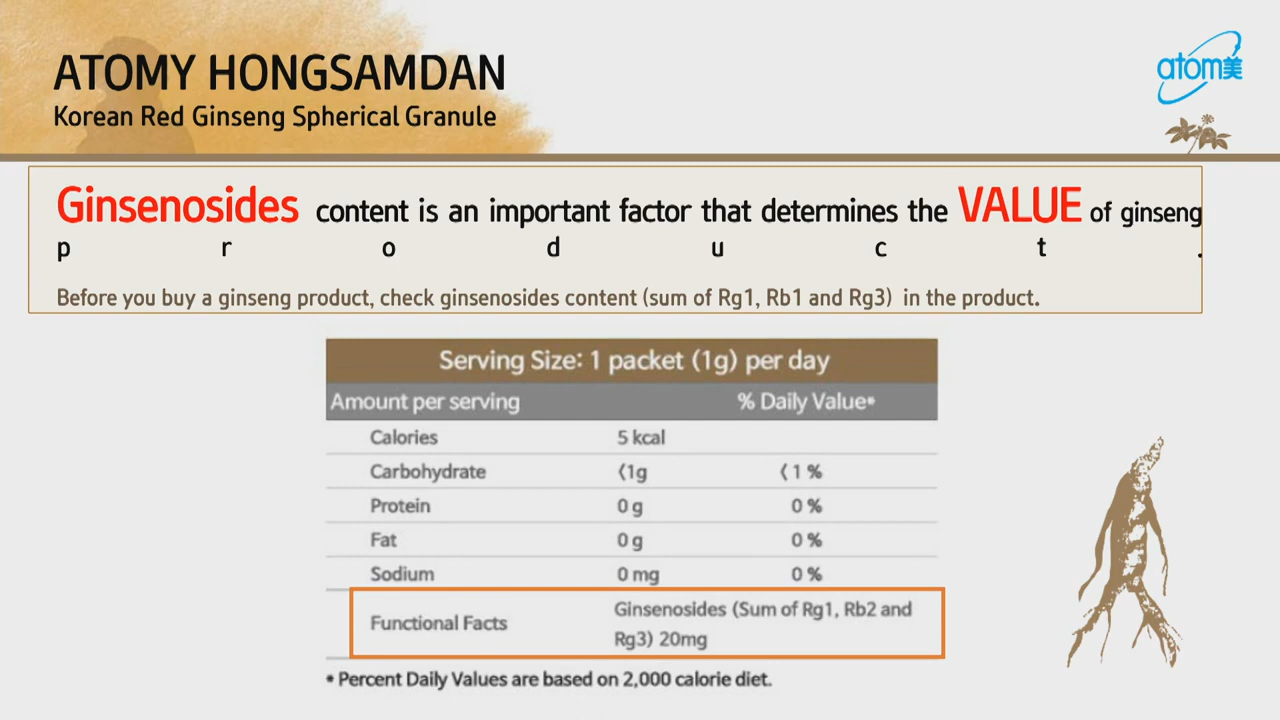 ATOMY HONGSAMDAN
Korean Red Ginseng Spherical Granule
atom美
Ginsenosides content is an important factor that determines the VALUE of ginseng
p r o d u c t .
Before you buy a ginseng product, check ginsenosides content (sum of Rg1, Rb1 and Rg3) in the product.
Serving Size: 1 packet (1g) per day
Amount per serving % Daily Value*
Calories 5 kcal
Carbohydrate <1g <1 %
Protein 0 g 0 %
Fat 0 g 0 %
Sodium 0 mg 0 %
Functional Facts Ginsenosides (Sum of Rg1, Rb2 and
Rg3) 20mg
* Percent Daily Values are based on 2,000 calorie diet.